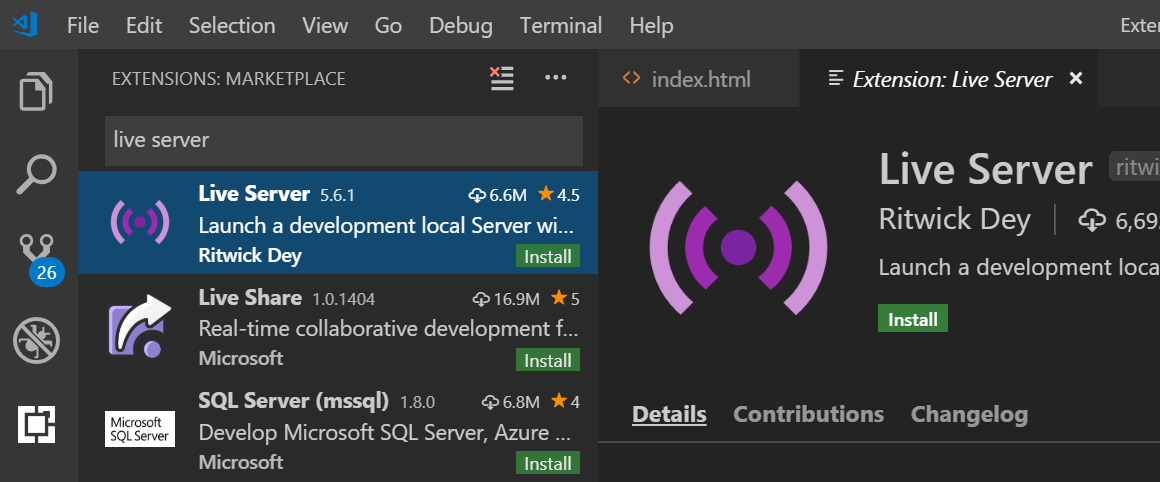 File Edit Selection View Go Debug Terminal Help
EXTENSIONS: MARKETPLACE
live server
Live Server 5.6.1 6.6M 4.5
Launch a development local Server wi...
Ritwick Dey Install
Live Share 1.0.1404 16.9M 5
Real-time collaborative development f...
Microsoft Install
Microsoft
SQL Server
SQL Server (mssql) 1.8.0 6.8M 4
Develop Microsoft SQL Server, Azure ...
Microsoft Install
26
Exter
index.html Extension: Live Server
Live Server ritwi
Ritwick Dey 6,69
Launch a development loca
Install
Details Contributions Changelog